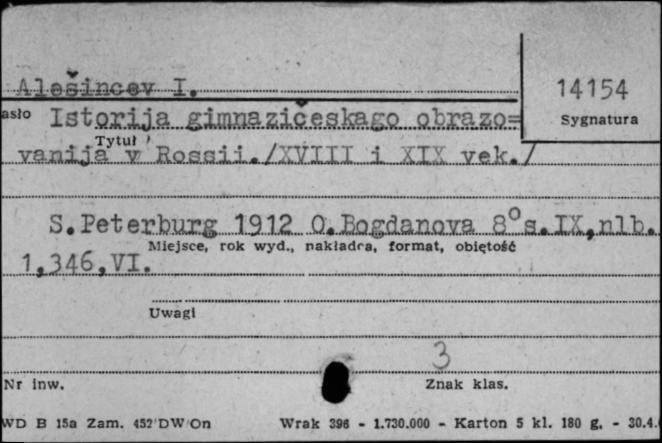 Alešincev I.
14154
asło Istorija gimnazičeskago obrazo=
Sygnatura
Tytuł
vanija v Rossii./XVIII i XIX vek./
S.Peterburg 1912 O.Bogdanova 8° s.IX,nlb.
Miejsce, rok wyd., nakładca, format, objętość
1,346,VI.
Uwagi
3
Nr inw.
Znak klas.
WD B 15a Zam. 452 DW On Wrak 396 - 1.730.000 - Karton 5 kl. 180 g. - 30.4.